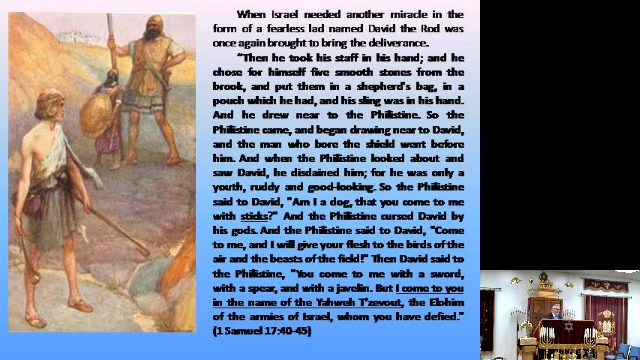 When Israel needed another miracle in the
form of a fearless lad named David the Rod was
once again brought to bring the deliverance.
"Then he took his staff in his hand; and he
chose for himself five smooth stones from the
brook, and put them in a shepherd's bag, in a
pouch which he had, and his sling was in his hand.
And he drew near to the Philistine. So the
Philistine came, and began drawing near to David,
and the man who bore the shield went before
him. And when the Philistine looked about and
saw David, he disdained him; for he was only a
youth, ruddy and good-looking. So the Philistine
said to David, "Am I a dog, that you come to me
with sticks?" And the Philistine cursed David by
his gods. And the Philistine said to David, "Come
to me, and I will give your flesh to the birds of the
air and the beasts of the field!" Then David said to
the Philistine, "You come to me with a sword,
with a spear, and with a javelin. But I come to you
in the name of the Yahweh T'zevout, the Elohim
of the armies of Israel, whom you have defied."
(1 Samuel 17:40-45)